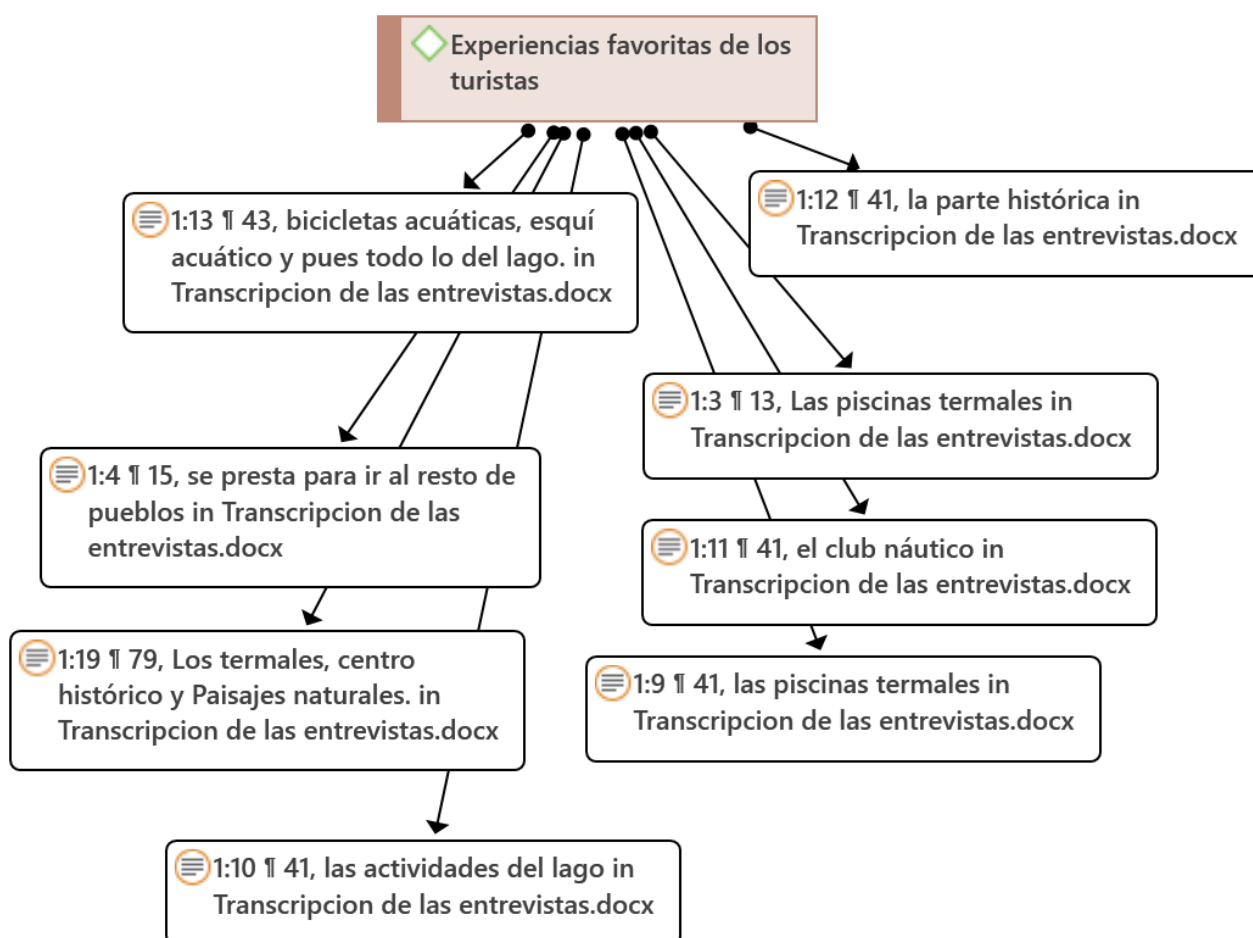 Experiencias favoritas de los
turistas
1:12 ¶ 41, la parte histórica in
Transcripcion de las entrevistas.docx
1:13 ¶ 43, bicicletas acuáticas, esquí
acuático y pues todo lo del lago. in
Transcripcion de las entrevistas.docx
1:3 ¶ 13, Las piscinas termales in
Transcripcion de las entrevistas.docx
1:4 ¶ 15, se presta para ir al resto de
pueblos in Transcripcion de las
entrevistas.docx
1:11 ¶ 41, el club náutico in
Transcripcion de las entrevistas.docx
1:19 ¶ 79, Los termales, centro
histórico y Paisajes naturales. in
Transcripcion de las entrevistas.docx
1:9 ¶ 41, las piscinas termales in
Transcripcion de las entrevistas.docx
1:10 ¶ 41, las actividades del lago in
Transcripcion de las entrevistas.docx